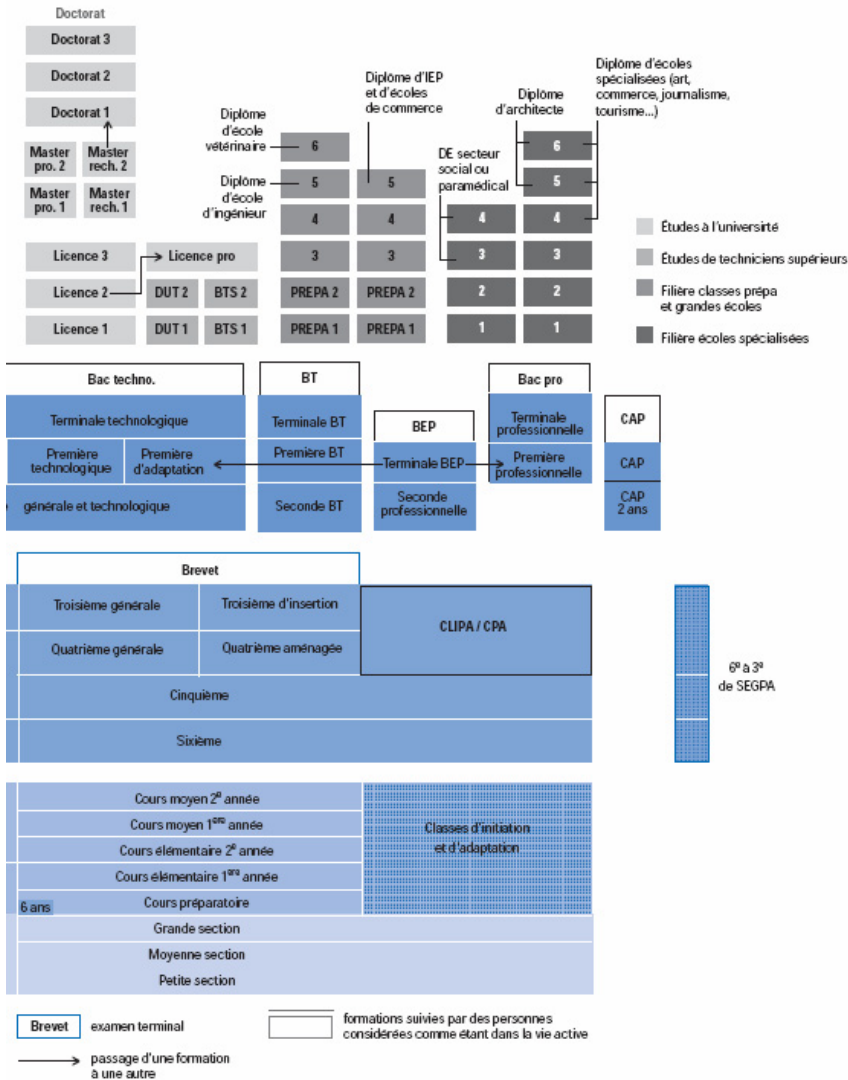 Doctorat
Doctorat 3
Doctorat 2
Doctorat 1
Master
pro. 2
Master
rech. 2
Master
pro. 1
Master
rech. 1
Licence 3
Licence pro
Licence 2
DUT 2
BTS 2
Licence 1
DUT 1
BTS 1
Diplôme
d'école
vétérinaire
Diplôme
d'école
d'ingénieur
Diplôme d'IEP
et d'écoles
de commerce
6
5
5
4
4
3
3
PREPA 2
PREPA 2
PREPA 1
PREPA 1
DE secteur
social ou
paramédical
Diplôme
d'architecte
Diplôme d'écoles
spécialisées (art,
commerce, journalisme,
tourisme...)
6
5
4
4
3
3
2
2
1
1
Études à l'université
Études de techniciens supérieurs
Filière classes prépa
et grandes écoles
Filière écoles spécialisées
Bac techno.
BT
Bac pro
Terminale technologique
Terminale BT
BEP
Terminale
professionnelle
CAP
Première
technologique
Première
d'adaptation
Première BT
Terminale BEP
Première
professionnelle
CAP
générale et technologique
Seconde BT
Seconde
professionnelle
CAP
2 ans
Brevet
Troisième générale
Troisième d'insertion
CLIPA / CPA
Quatrième générale
Quatrième aménagée
6e à 3e
de SEGPA
Cinquième
Sixième
Cours moyen 2e année
Cours moyen 1ere année
Classes d'initiation
et d'adaptation
Cours élémentaire 2e année
Cours élémentaire 1ere année
6 ans
Cours préparatoire
Grande section
Moyenne section
Petite section
Brevet
examen terminal
formations suivies par des personnes
considérées comme étant dans la vie active
passage d'une formation
à une autre